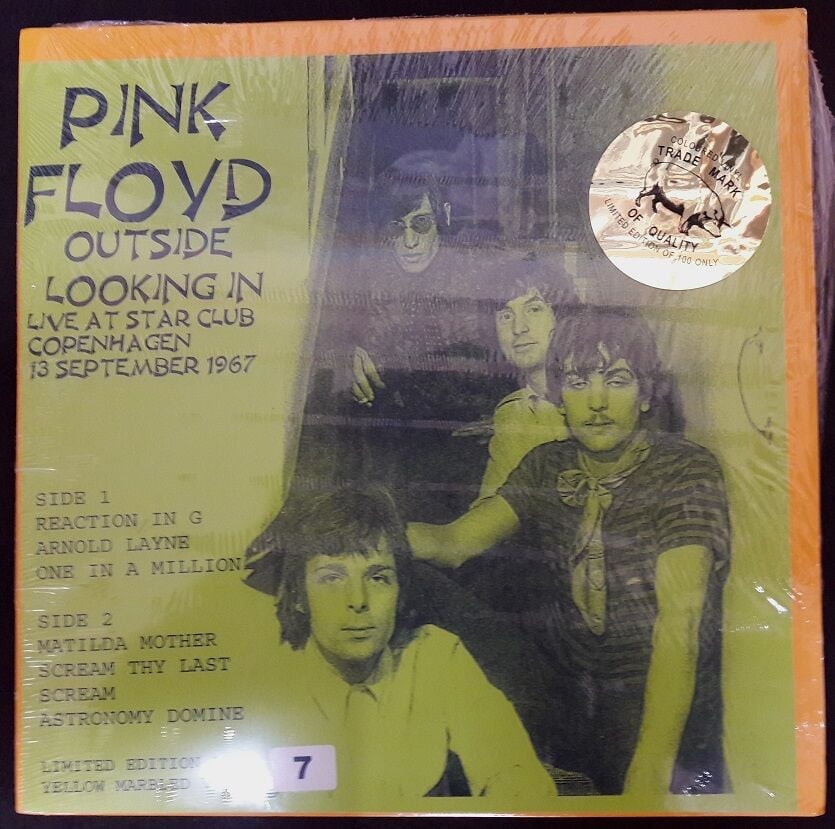 PINK
FLOYD
OUTSIDE
LOOKING IN
LIVE AT STAR CLUB
COPENHAGEN
13 SEPTEMBER 1967
COLOURED VINYL
TRADE MARK
OF QUALITY
LIMITED EDITION OF 100 ONLY
SIDE 1
REACTION IN G
ARNOLD LAYNE
ONE IN A MILLION
SIDE 2
MATILDA MOTHER
SCREAM THY LAST
SCREAM
ASTRONOMY DOMINE
LIMITED EDITION
YELLOW MARBLED
7